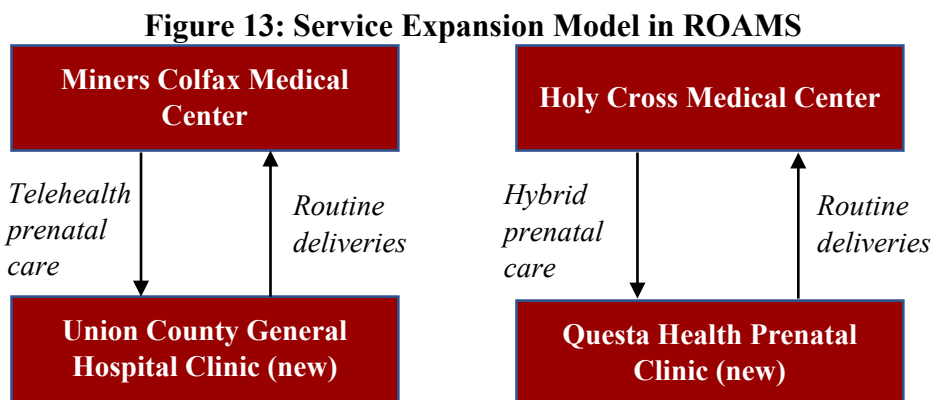 Figure 13: Service Expansion Model in ROAMS
Miners Colfax Medical
Center
Telehealth
prenatal
care
Routine
deliveries
Union County General
Hospital Clinic (new)
Holy Cross Medical Center
Hybrid
prenatal
care
Routine
deliveries
Questa Health Prenatal
Clinic (new)